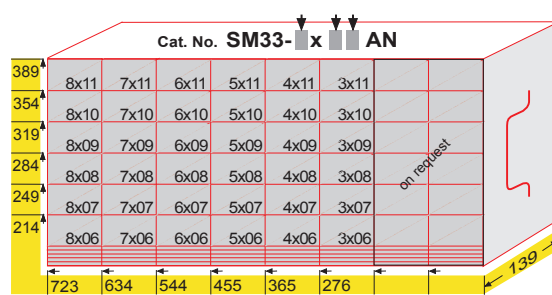 Cat. No. SM33- x AN
389
8x11 7x11 6x11 5x11 4x11 3x11
354
8x10 7x10 6x10 5x10 4x10 3x10
319
8x09 7x09 6x09 5x09 4x09 3x09
on request
284
8x08 7x08 6x08 5x08 4x08 3x08
249
8x07 7x07 6x07 5x07 4x07 3x07
214
8x06 7x06 6x06 5x06 4x06 3x06
723 634 544 455 365 276
139